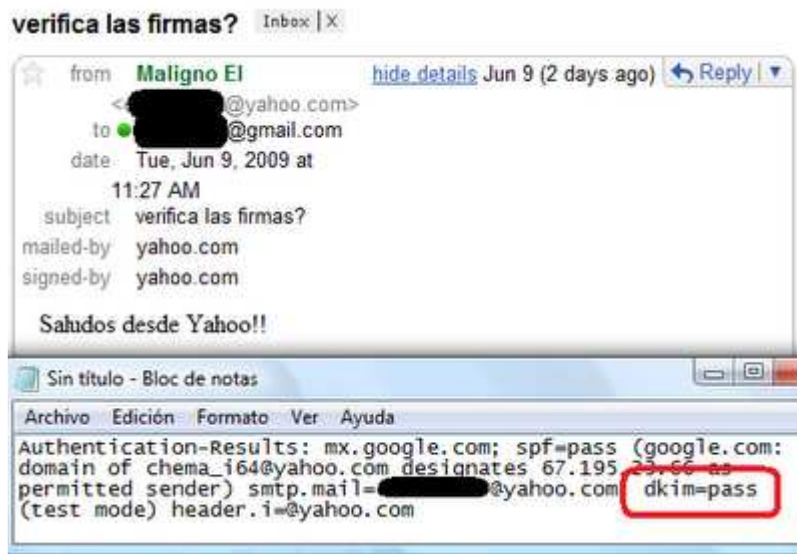 verifica las firmas? Inbox | X
from Maligno El hide details Jun 9 (2 days ago) Reply
< @yahoo.com>
to @gmail.com
date Tue, Jun 9, 2009 at
11:27 AM
subject verifica las firmas?
mailed-by yahoo.com
signed-by yahoo.com
Saludos desde Yahoo!!
Sin título - Bloc de notas
Archivo Edición Formato Ver Ayuda
Authentication-Results: mx.google.com; spf=pass (google.com:
domain of chema_i64@yahoo.com designates 67.195.23.66 as
permitted sender) smtp.mail= @yahoo.com dkim=pass
(test mode) header.i=@yahoo.com